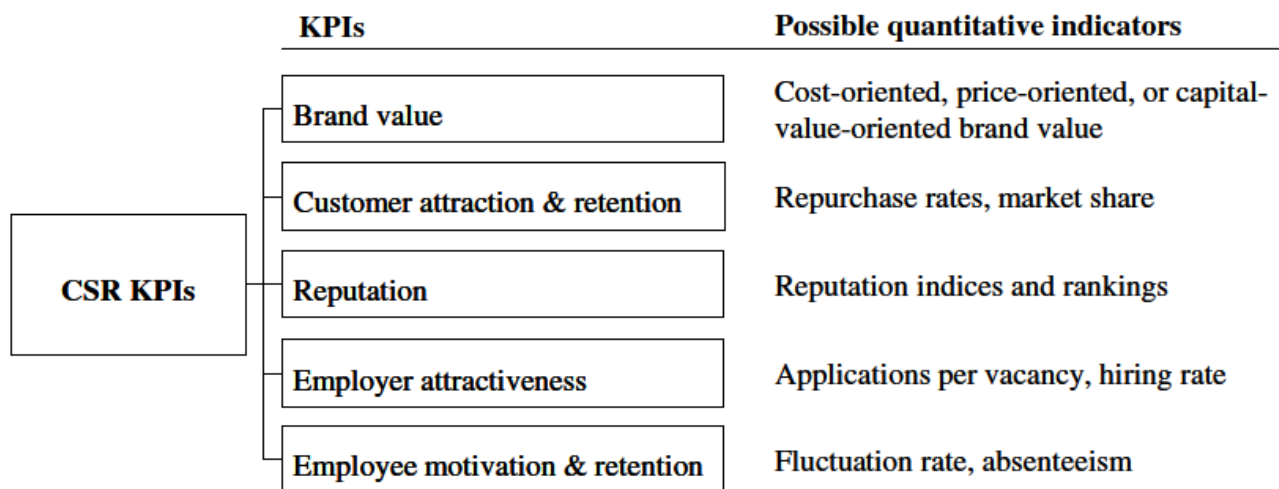 KPIs Possible quantitative indicators
Brand value Cost-oriented, price-oriented, or capital-
value-oriented brand value
Customer attraction & retention Repurchase rates, market share
CSR KPIs
Reputation Reputation indices and rankings
Employer attractiveness Applications per vacancy, hiring rate
Employee motivation & retention Fluctuation rate, absenteeism